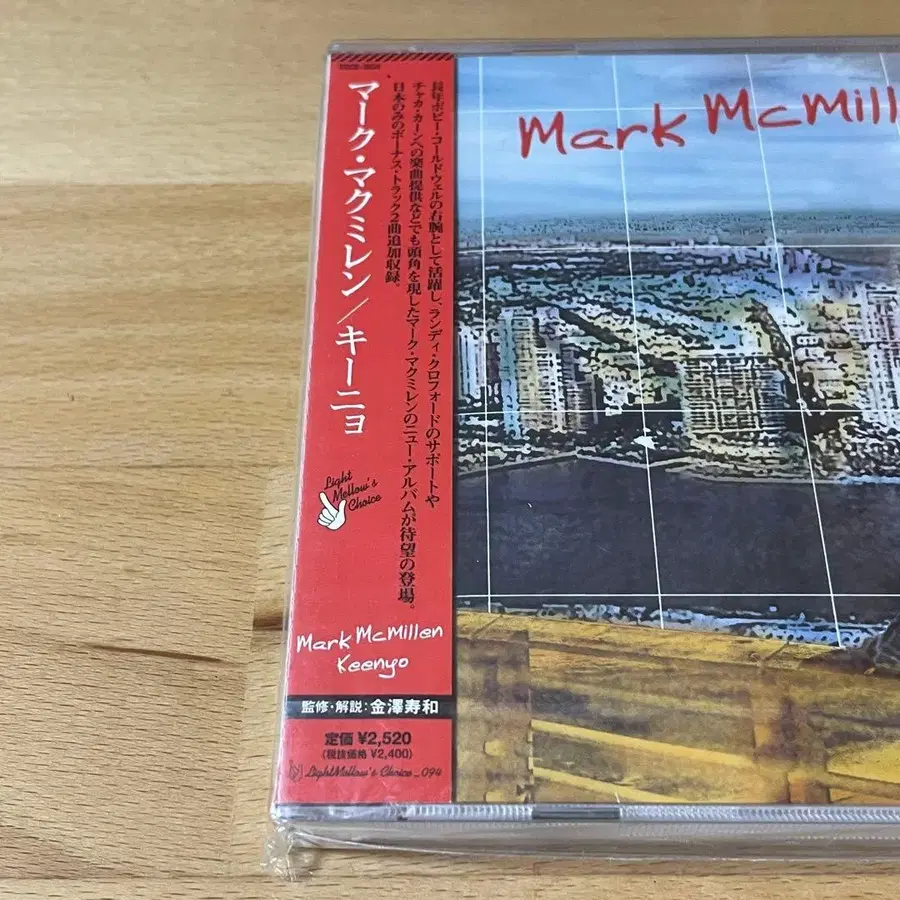 マーク・マクミレン/キーニョ
長年ボビー・コールドウェルの右腕として活躍し、ランディ・クロフォードのサポートや
チャカ・カーンへの楽曲提供などでも頭角を現したマーク・マクミレンのニュー・アルバムが待望の登場。
日本のみのボーナス・トラック2曲追加収録。
Light
Mellow's
Choice
Mark McMillen
Keenyo
監修・解説:金澤寿和
定価 ¥2,520
(税抜価格 ¥2,400)
LightMellow's Choice_094
Mark McMill